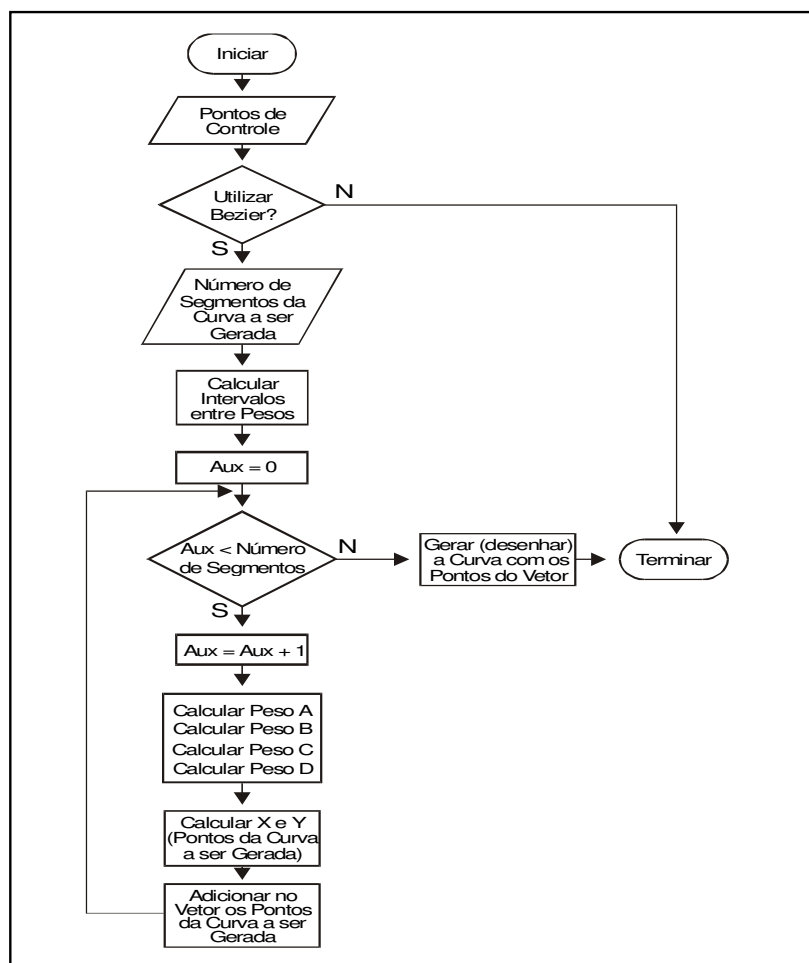 Iniciar
Pontos de
Controle
Utilizar
Bezier?
N
S
Número de
Segmentos da
Curva a ser
Gerada
Calcular
Intervalos
entre Pesos
Aux = 0
Aux < Número
de Segmentos
N
Gerar (desenhar)
a Curva com os
Pontos do Vetor
Terminar
S
Aux = Aux + 1
Calcular Peso A
Calcular Peso B
Calcular Peso C
Calcular Peso D
Calcular X e Y
(Pontos da Curva
a ser Gerada)
Adicionar no
Vetor os Pontos
da Curva a ser
Gerada